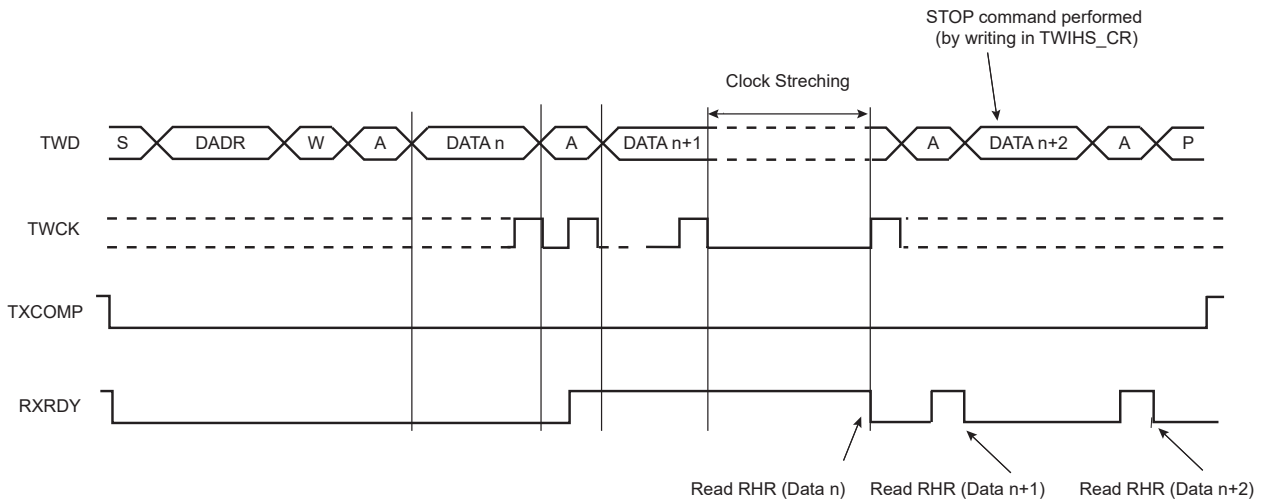 STOP command performed
(by writing in TWIHS_CR)
Clock Streching
TWD S DADR W A DATA n A DATA n+1 A DATA n+2 A P
TWCK
TXCOMP
RXRDY
Read RHR (Data n) Read RHR (Data n+1) Read RHR (Data n+2)